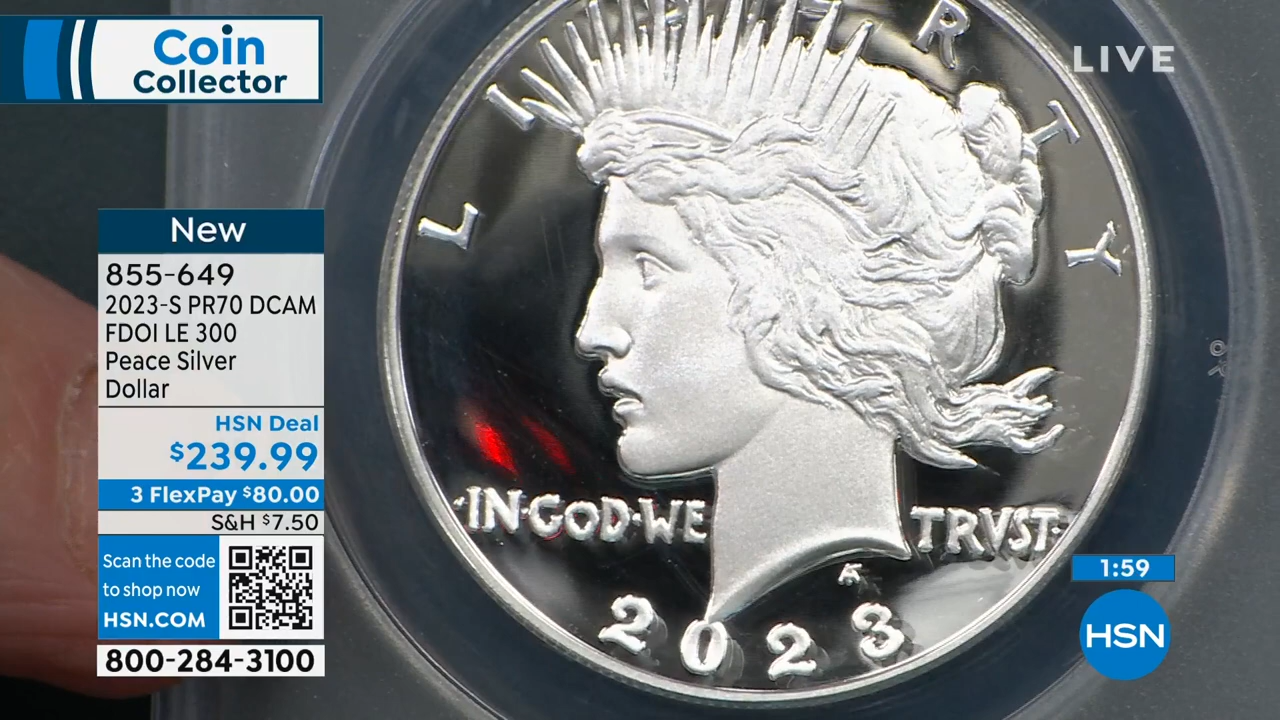 Coin
Collector
LIVE
New
855-649
2023-S PR70 DCAM
FDOI LE 300
Peace Silver
Dollar
HSN Deal
$239.99
3 FlexPay $80.00
S&H $7.50
Scan the code
to shop now
HSN.COM
800-284-3100
LIBERTY
·IN·GOD·WE TRVST·
2023
1:59
HSN